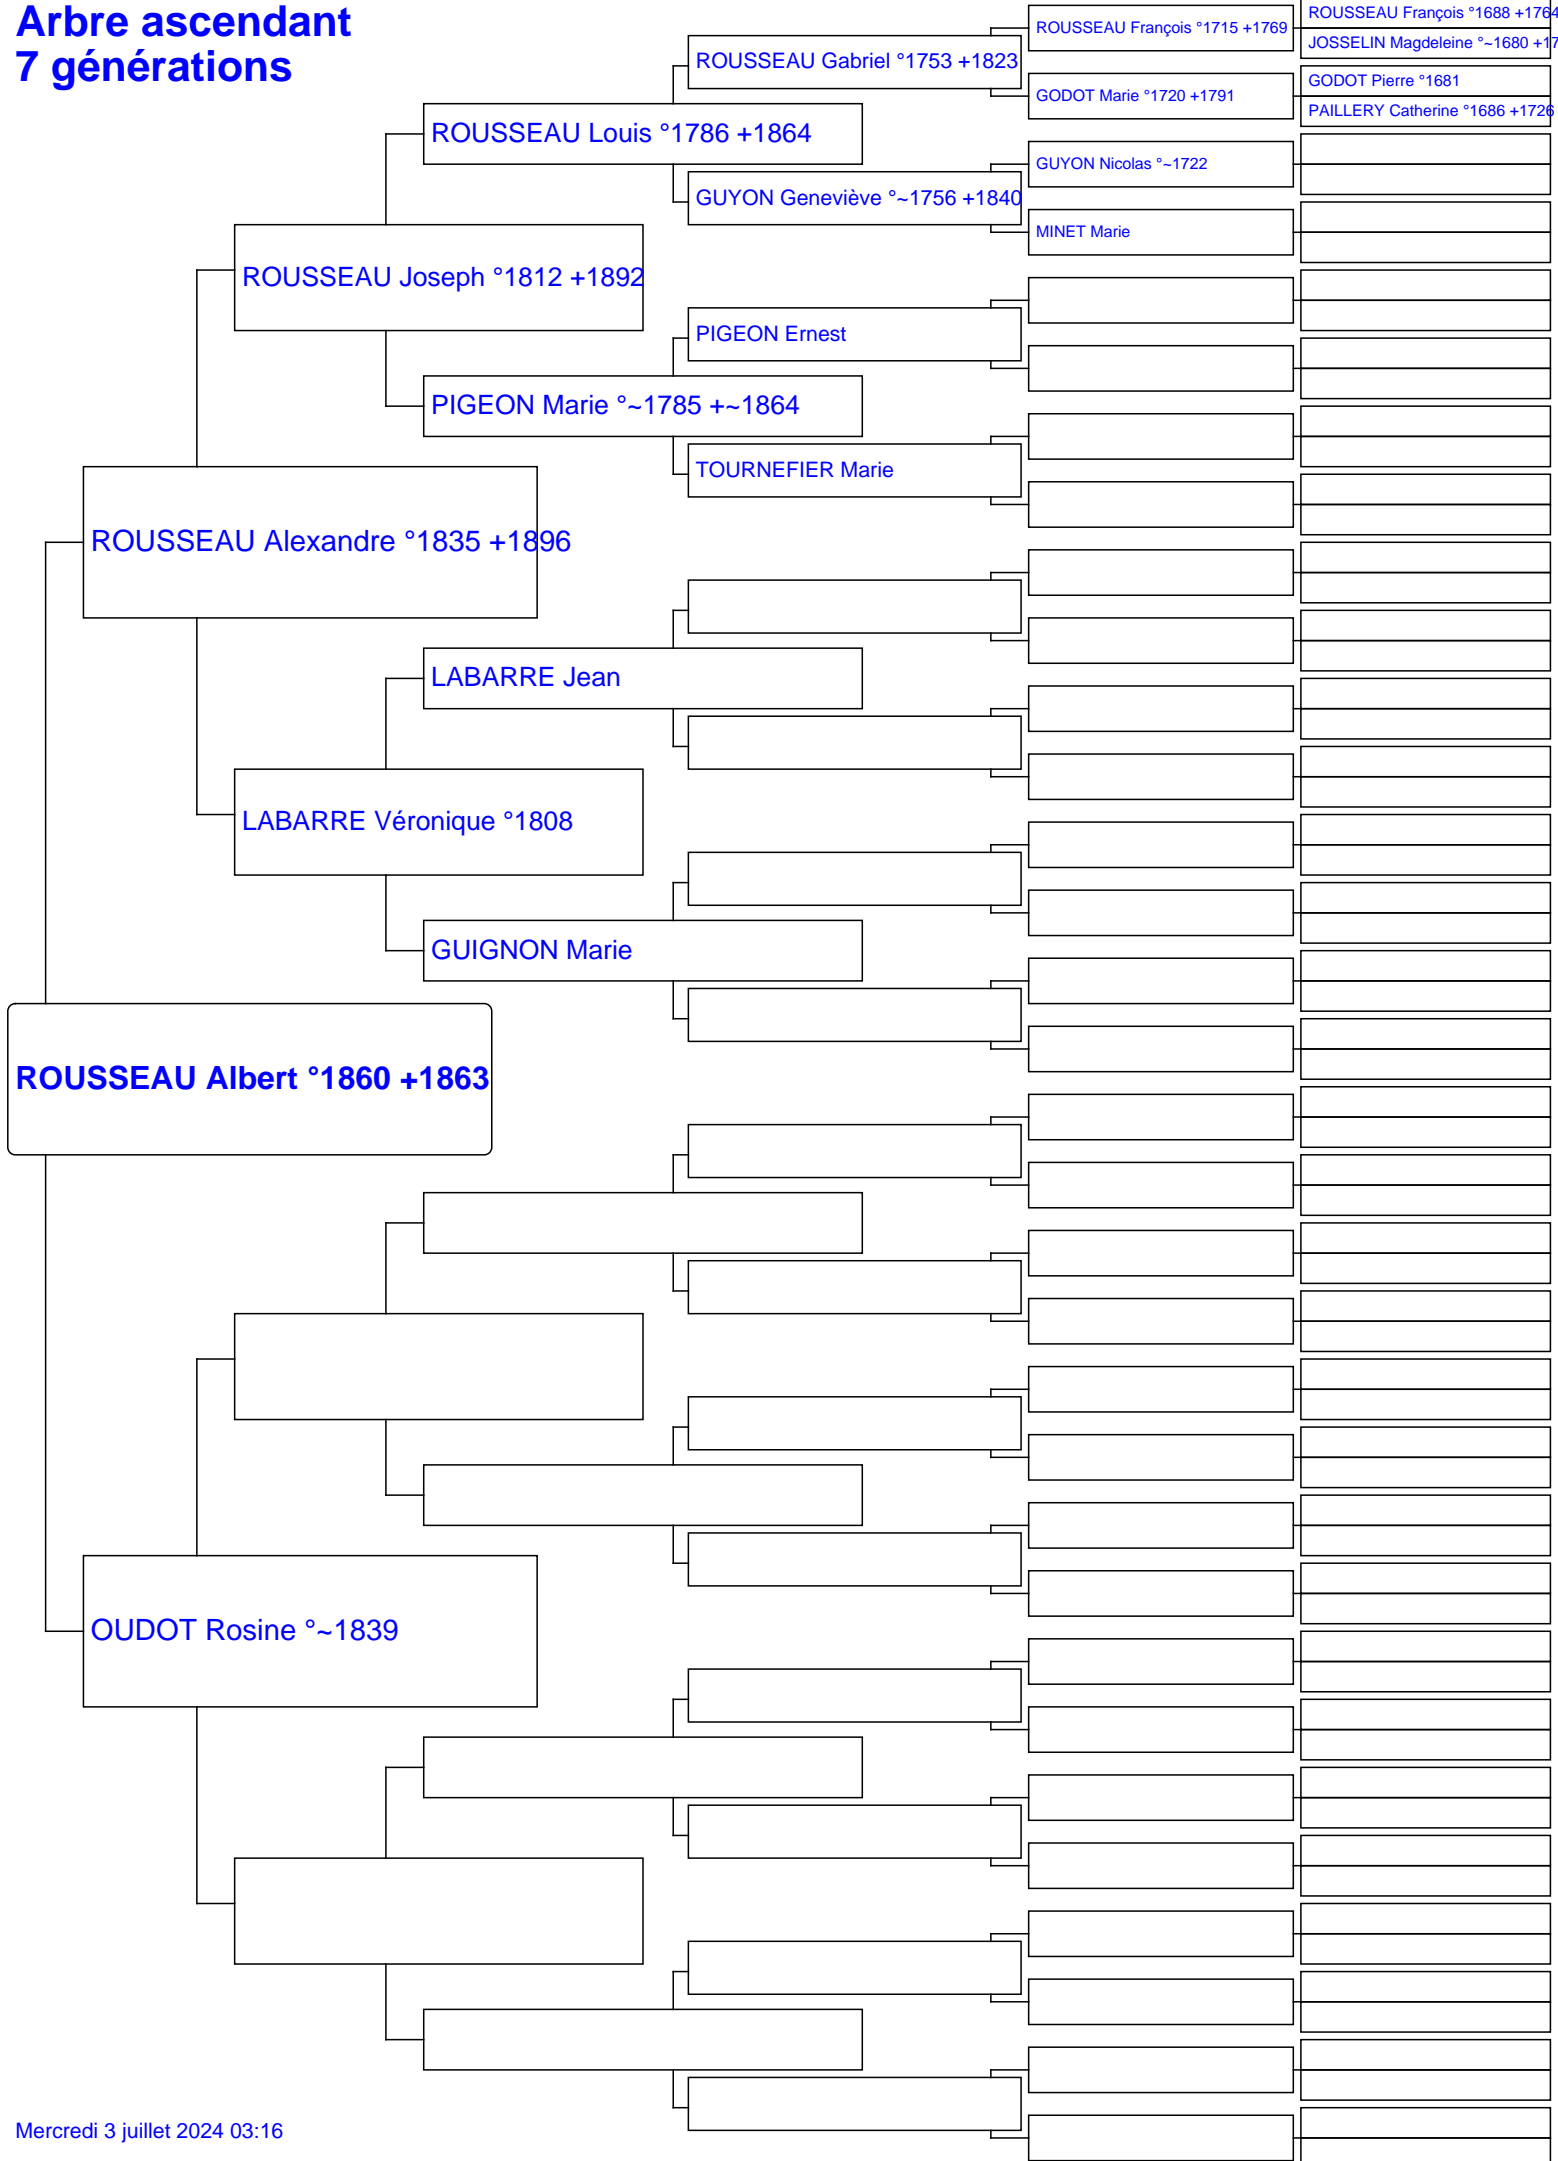 Arbre ascendant
7 générations
ROUSSEAU François °1688 +1764
ROUSSEAU François °1715 +1769
JOSSELIN Magdeleine °~1680 +17
ROUSSEAU Gabriel °1753 +1823
GODOT Pierre °1681
GODOT Marie °1720 +1791
PAILLERY Catherine °1686 +1726
ROUSSEAU Louis °1786 +1864
GUYON Nicolas °~1722
GUYON Geneviève °~1756 +1840
MINET Marie
ROUSSEAU Joseph °1812 +1892
PIGEON Ernest
PIGEON Marie °~1785 +~1864
TOURNEFIER Marie
ROUSSEAU Alexandre °1835 +1896
LABARRE Jean
LABARRE Véronique °1808
GUIGNON Marie
ROUSSEAU Albert °1860 +1863
OUDOT Rosine °~1839
Mercredi 3 juillet 2024 03:16